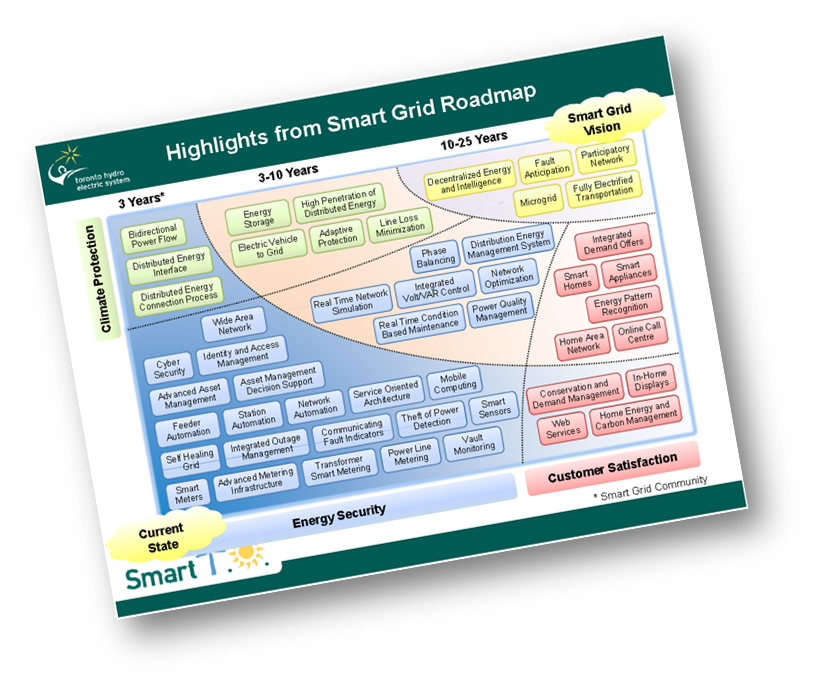 Highlights from Smart Grid Roadmap
toronto hydro
electric system
3 Years*
3-10 Years
10-25 Years
Smart Grid
Vision
Climate Protection
Bidirectional
Power Flow
Distributed Energy
Interface
Distributed Energy
Connection Process
Energy
Storage
High Penetration of
Distributed Energy
Electric Vehicle
to Grid
Adaptive
Protection
Line Loss
Minimization
Decentralized Energy
and Intelligence
Fault
Anticipation
Participatory
Network
Microgrid
Fully Electrified
Transportation
Phase
Balancing
Distribution Energy
Management System
Real Time Network
Simulation
Integrated
Volt/VAR Control
Network
Optimization
Real Time Condition
Based Maintenance
Power Quality
Management
Integrated
Demand Offers
Smart
Homes
Smart
Appliances
Energy Pattern
Recognition
Home Area
Network
Online Call
Centre
Wide Area
Network
Cyber
Security
Identity and Access
Management
Advanced Asset
Management
Asset Management
Decision Support
Feeder
Automation
Station
Automation
Network
Automation
Service Oriented
Architecture
Mobile
Computing
Self Healing
Grid
Integrated Outage
Management
Communicating
Fault Indicators
Theft of Power
Detection
Smart
Sensors
Smart
Meters
Advanced Metering
Infrastructure
Transformer
Smart Metering
Power Line
Metering
Vault
Monitoring
Conservation and
Demand Management
In-Home
Displays
Web
Services
Home Energy and
Carbon Management
Current
State
Energy Security
Customer Satisfaction
* Smart Grid Community
Smart